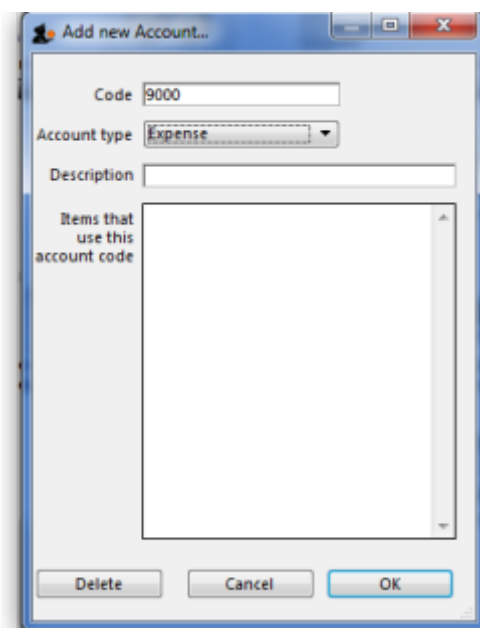 Add new Account...
Code 9000
Account type Expense
Description
Items that
use this
account code
Delete Cancel OK